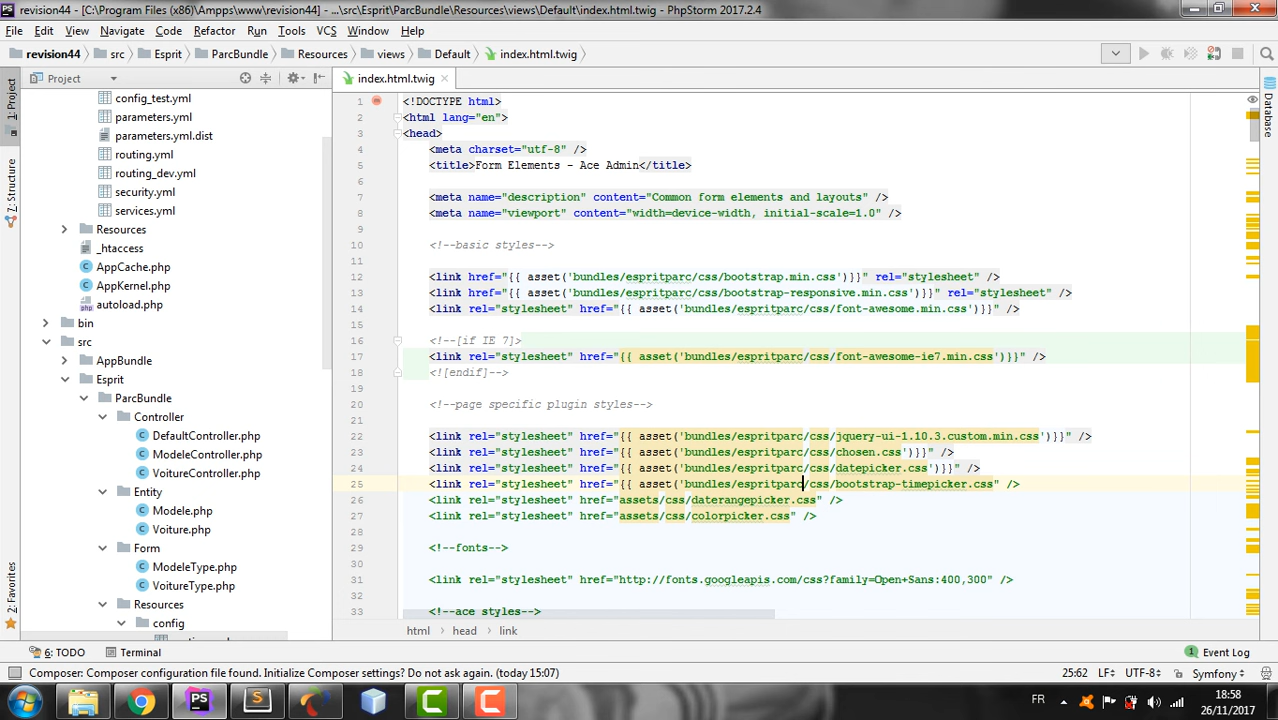 revision44 - [C:\Program Files (x86)\Ampps\www\revision44] - ...\src\Esprit\ParcBundle\Resources\views\Default\index.html.twig - PhpStorm 2017.2.4
File Edit View Navigate Code Refactor Run Tools VCS Window Help
revision44 src Esprit ParcBundle Resources views Default index.html.twig
Project
index.html.twig
1: Project
Z: Structure
2: Favorites
Database
config_test.yml
parameters.yml
parameters.yml.dist
routing.yml
routing_dev.yml
security.yml
services.yml
Resources
_htaccess
AppCache.php
AppKernel.php
autoload.php
bin
src
AppBundle
Esprit
ParcBundle
Controller
DefaultController.php
ModeleController.php
VoitureController.php
Entity
Modele.php
Voiture.php
Form
ModeleType.php
VoitureType.php
Resources
config
1 <!DOCTYPE html>
2 <html lang="en">
3 <head>
4 <meta charset="utf-8" />
5 <title>Form Elements - Ace Admin</title>
6
7 <meta name="description" content="Common form elements and layouts" />
8 <meta name="viewport" content="width=device-width, initial-scale=1.0" />
9
10 <!--basic styles-->
11
12 <link href="{{ asset('bundles/espritparc/css/bootstrap.min.css')}}" rel="stylesheet" />
13 <link href="{{ asset('bundles/espritparc/css/bootstrap-responsive.min.css')}}" rel="stylesheet" />
14 <link rel="stylesheet" href="{{ asset('bundles/espritparc/css/font-awesome.min.css')}}" />
15
16 <!--[if IE 7]>
17 <link rel="stylesheet" href="{{ asset('bundles/espritparc/css/font-awesome-ie7.min.css')}}" />
18 <![endif]-->
19
20 <!--page specific plugin styles-->
21
22 <link rel="stylesheet" href="{{ asset('bundles/espritparc/css/jquery-ui-1.10.3.custom.min.css')}}" />
23 <link rel="stylesheet" href="{{ asset('bundles/espritparc/css/chosen.css')}}" />
24 <link rel="stylesheet" href="{{ asset('bundles/espritparc/css/datepicker.css')}}" />
25 <link rel="stylesheet" href="{{ asset('bundles/espritparc/css/bootstrap-timepicker.css" />
26 <link rel="stylesheet" href="assets/css/daterangepicker.css" />
27 <link rel="stylesheet" href="assets/css/colorpicker.css" />
28
29 <!--fonts-->
30
31 <link rel="stylesheet" href="http://fonts.googleapis.com/css?family=Open+Sans:400,300" />
32
33 <!--ace styles-->
html head link
6: TODO Terminal 1 Event Log
Composer: Composer configuration file found. Initialize Composer settings? Do not ask again. (today 15:07) 25:62 LF÷ UTF-8÷ Symfony÷
PS S C C FR 18:58
26/11/2017